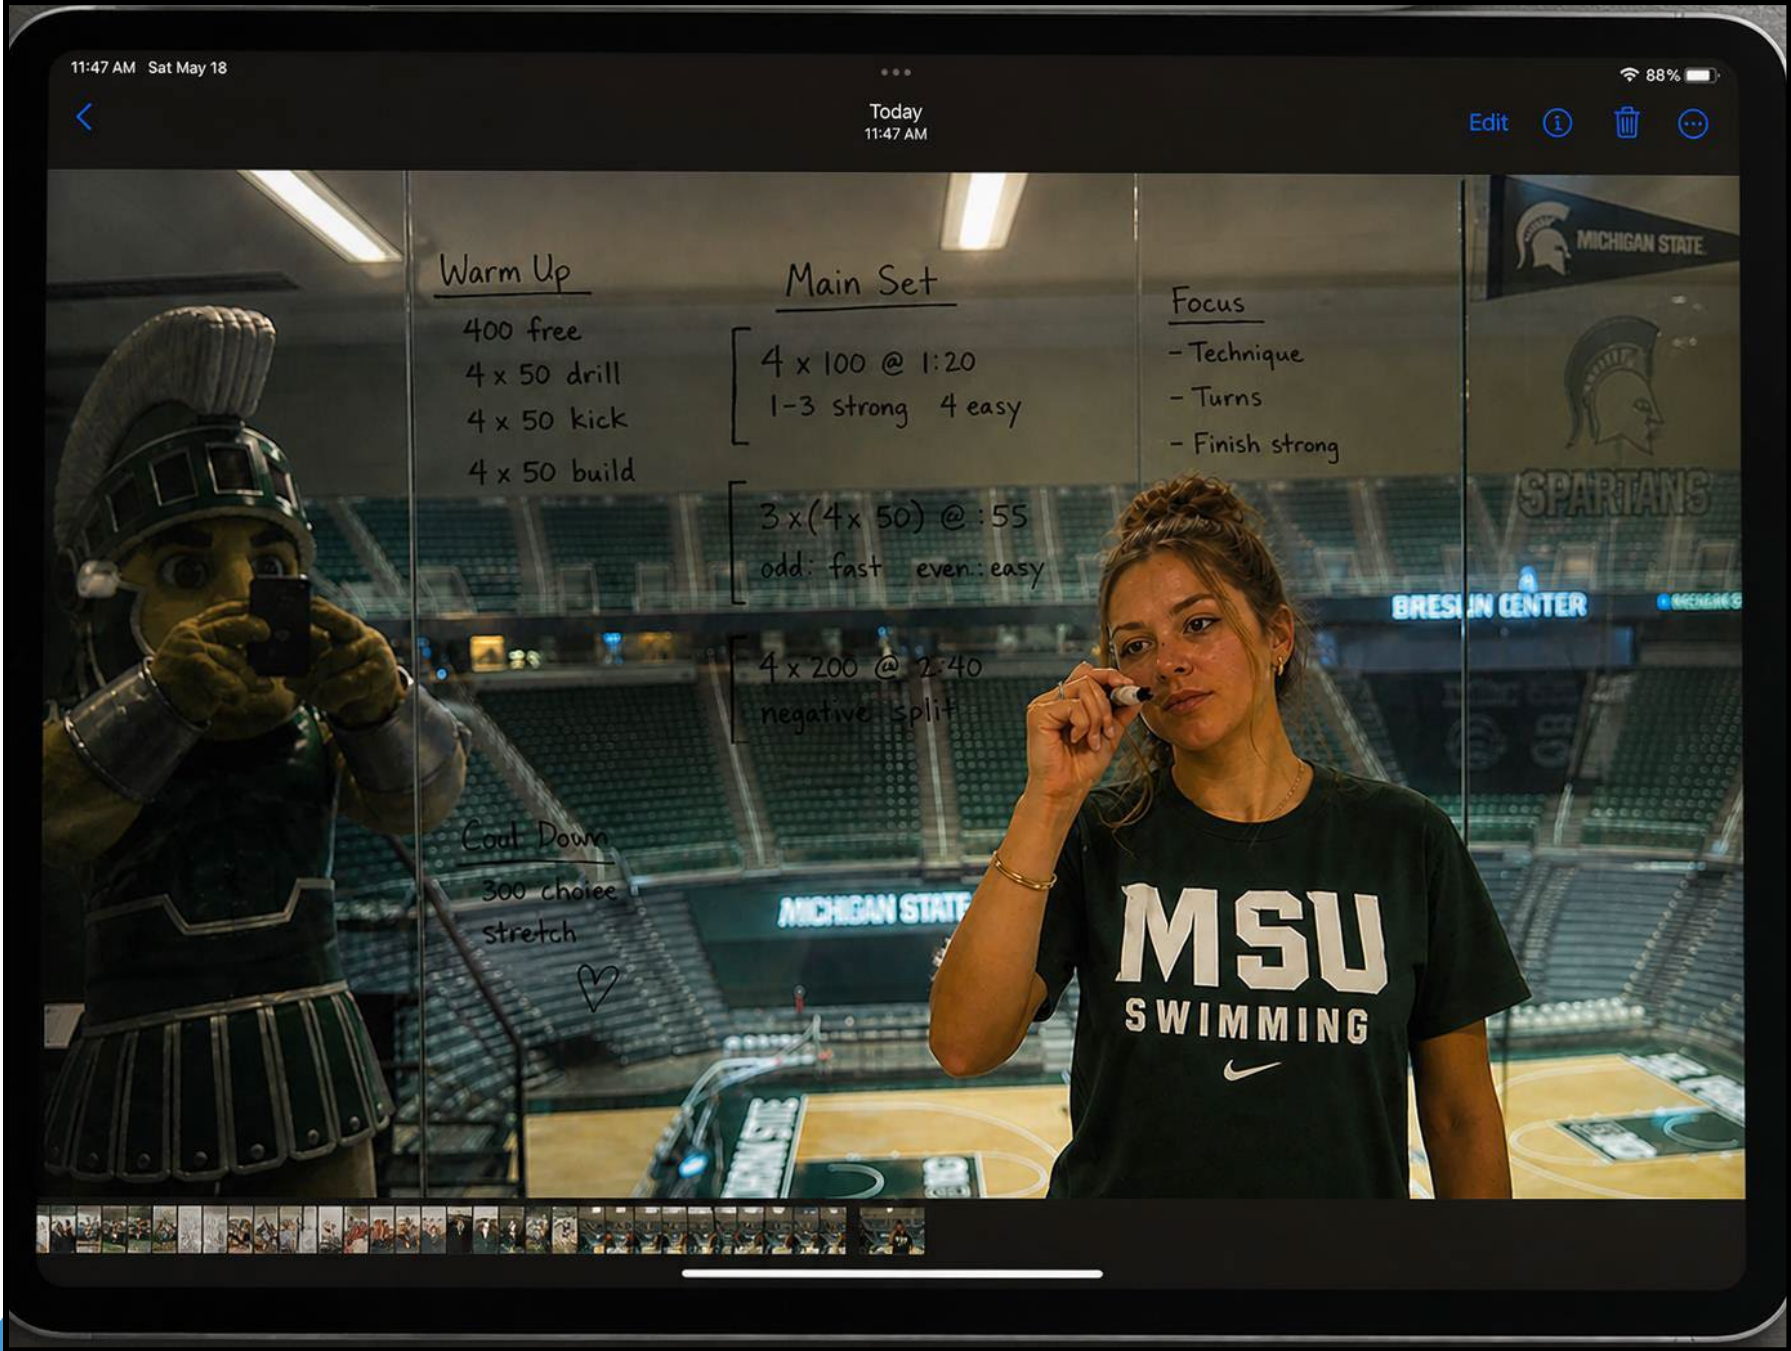 11:47 AM Sat May 18
88%
Today
11:47 AM
Edit
Warm Up
400 free
4 x 50 drill
4 x 50 kick
4 x 50 build
Main Set
4 x 100 @ 1:20
1-3 strong 4 easy
3 x (4 x 50) @ :55
odd: fast even: easy
4 x 200 @ 2:40
negative split
Focus
- Technique
- Turns
- Finish strong
MICHIGAN STATE
SPARTANS
BRESLIN CENTER
Cool Down
300 choice
stretch
MICHIGAN STATE
MSU
SWIMMING